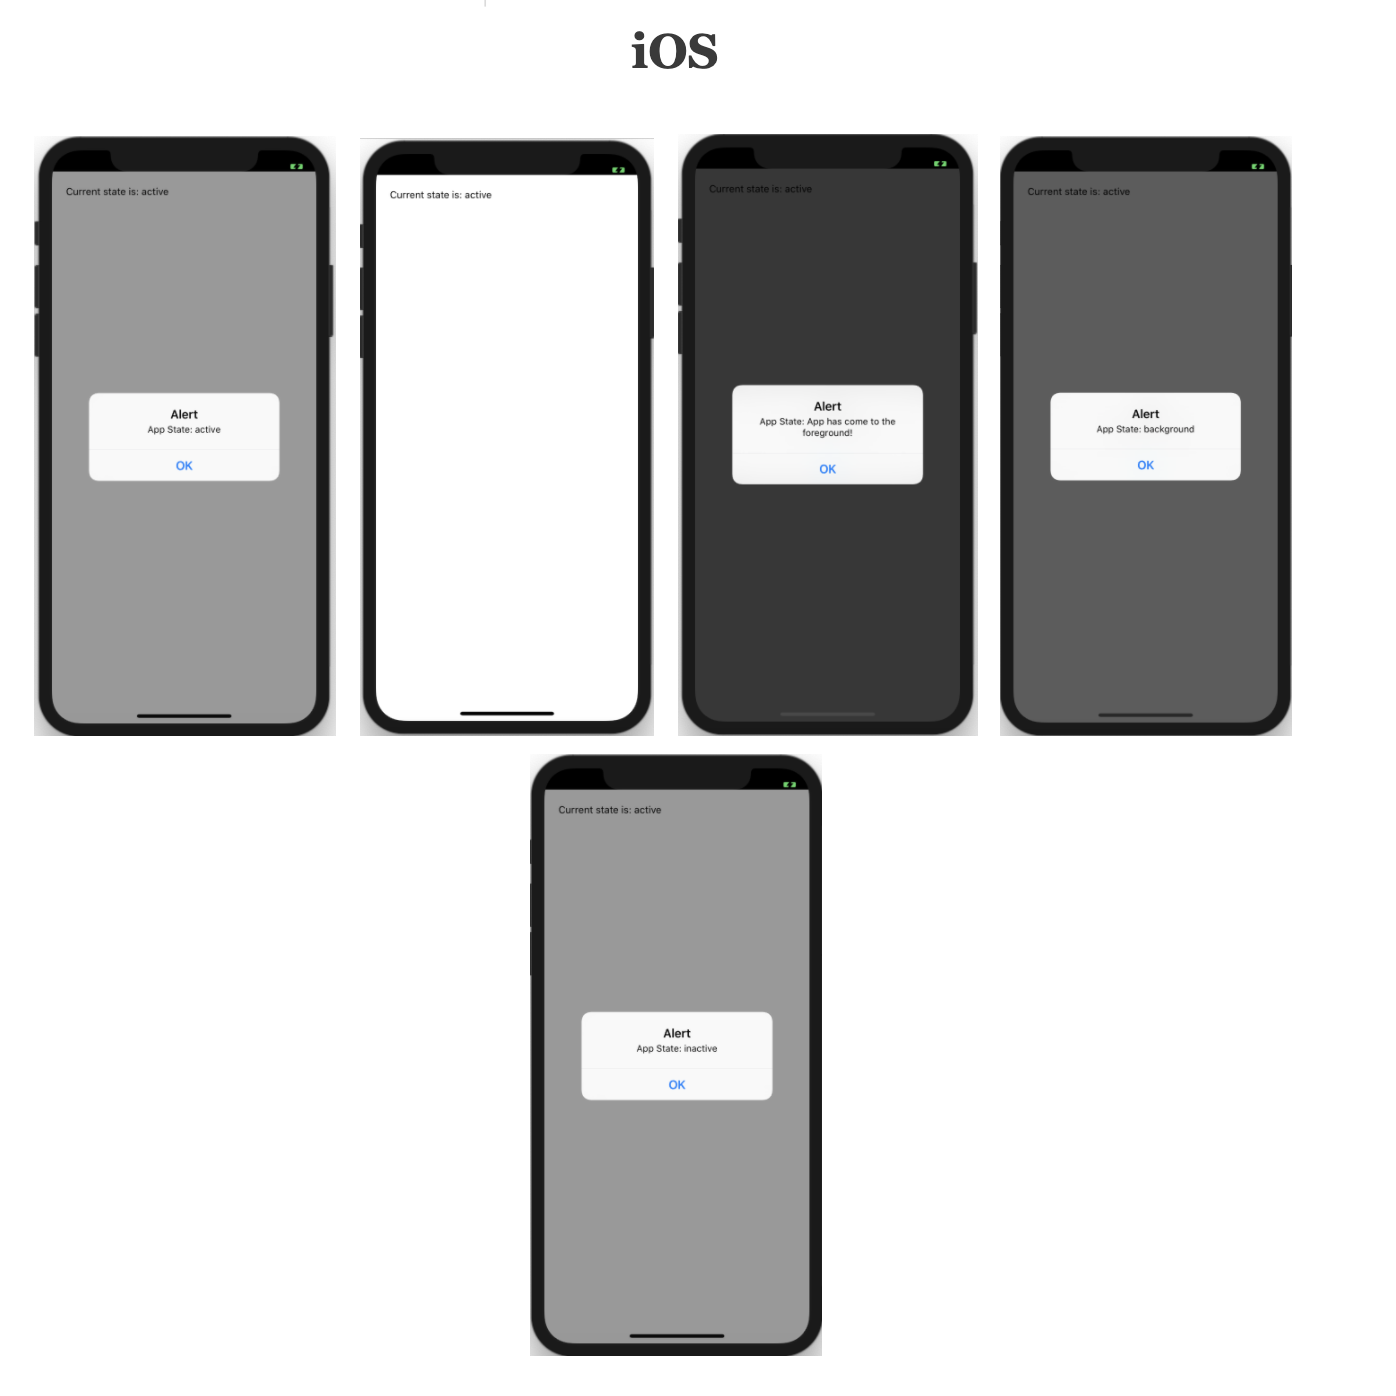 iOS
Current state is: active
Alert
App State: active
OK
Current state is: active
Current state is: active
Alert
App State: App has come to the
foreground!
OK
Current state is: active
Alert
App State: background
OK
Current state is: active
Alert
App State: inactive
OK